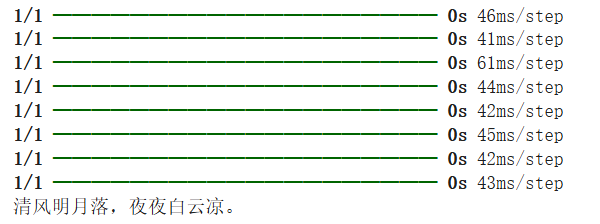 1/1 ━━━━━━━━━━━━━━━━━━━━ 0s 46ms/step
1/1 ━━━━━━━━━━━━━━━━━━━━ 0s 41ms/step
1/1 ━━━━━━━━━━━━━━━━━━━━ 0s 61ms/step
1/1 ━━━━━━━━━━━━━━━━━━━━ 0s 44ms/step
1/1 ━━━━━━━━━━━━━━━━━━━━ 0s 42ms/step
1/1 ━━━━━━━━━━━━━━━━━━━━ 0s 45ms/step
1/1 ━━━━━━━━━━━━━━━━━━━━ 0s 42ms/step
1/1 ━━━━━━━━━━━━━━━━━━━━ 0s 43ms/step
清风明月落，夜夜白云凉。